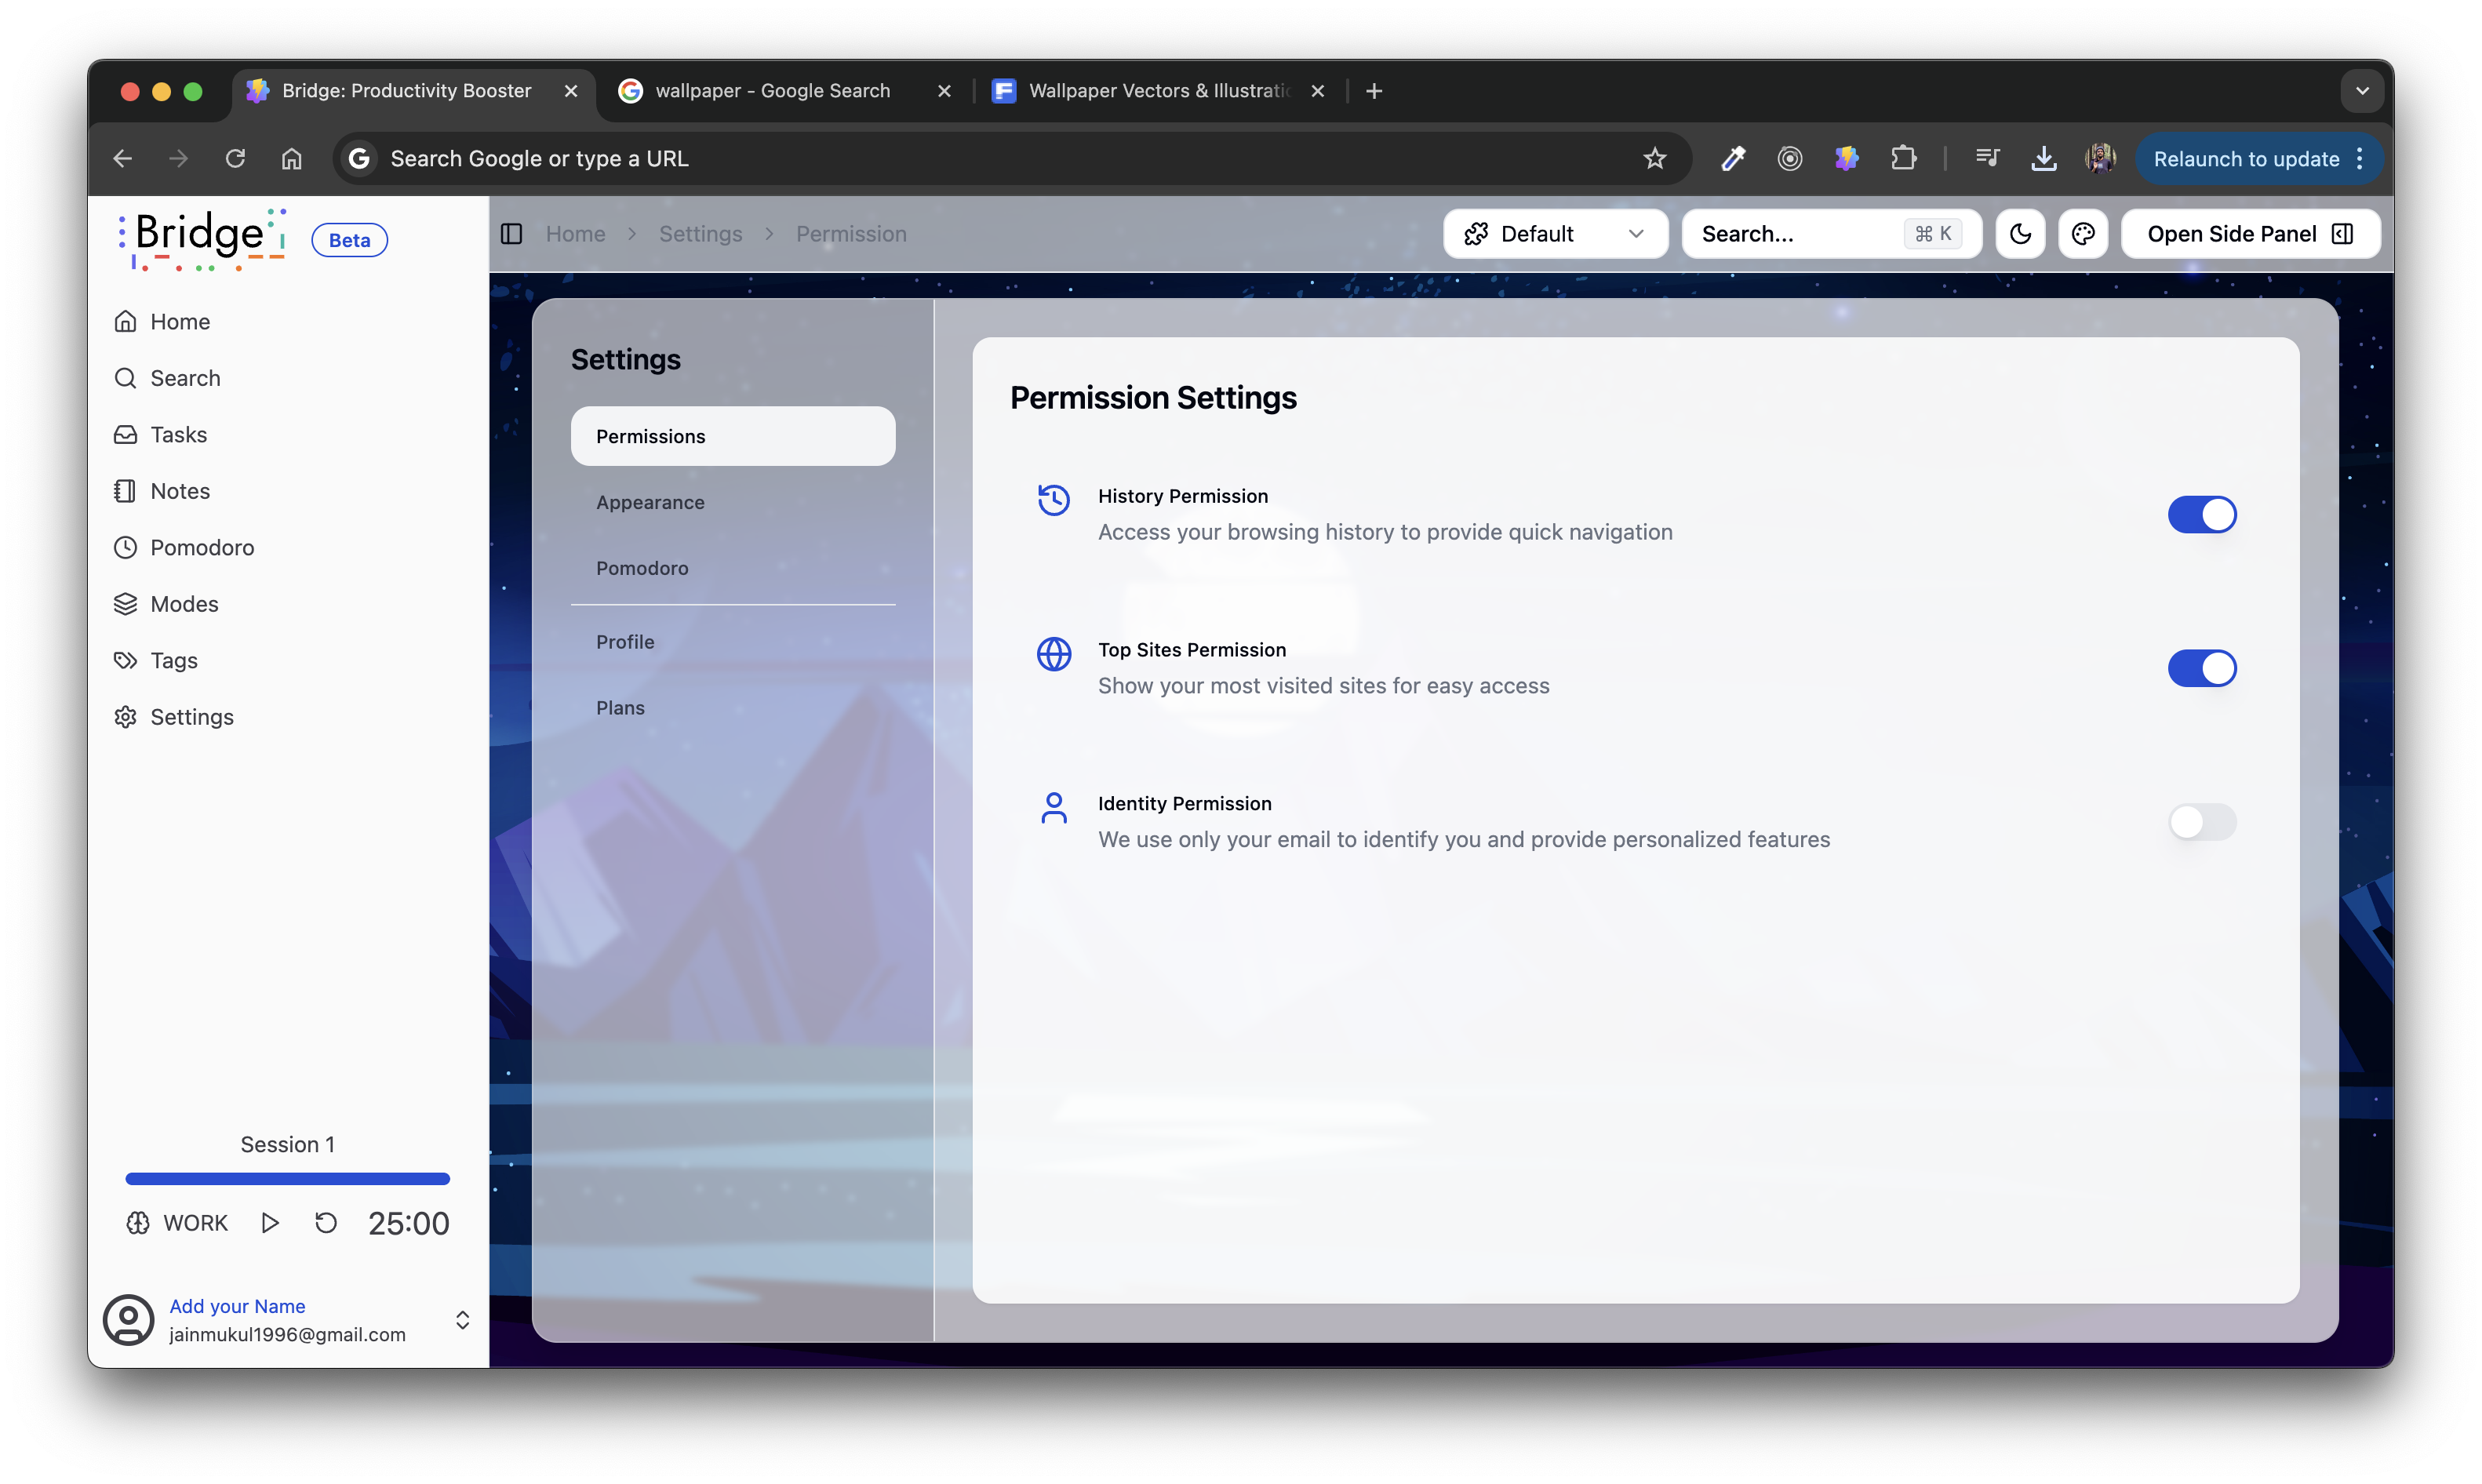 Bridge: Productivity Booster
wallpaper - Google Search
Wallpaper Vectors & Illustratic
Search Google or type a URL
Relaunch to update
Bridge
Beta
Home
Search
Tasks
Notes
Pomodoro
Modes
Tags
Settings
Session 1
WORK
25:00
Add your Name
jainmukul1996@gmail.com
Home > Settings > Permission
Default
Search...
⌘ K
Open Side Panel
Settings
Permissions
Appearance
Pomodoro
Profile
Plans
Permission Settings
History Permission
Access your browsing history to provide quick navigation
Top Sites Permission
Show your most visited sites for easy access
Identity Permission
We use only your email to identify you and provide personalized features